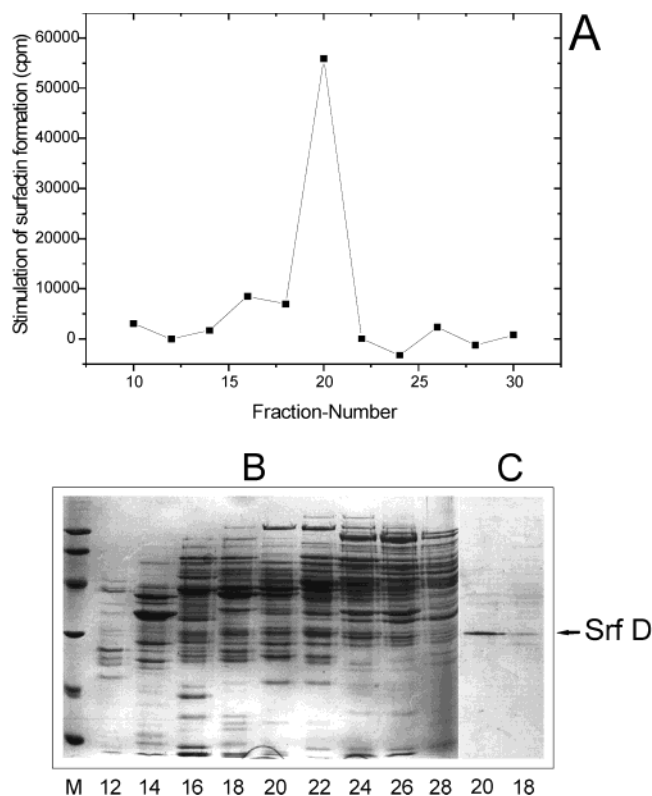 A
Stimulation of surfactin formation (cpm)
60000
50000
40000
30000
20000
10000
0
10 15 20 25 30
Fraction-Number
B C
Srf D
M 12 14 16 18 20 22 24 26 28 20 18